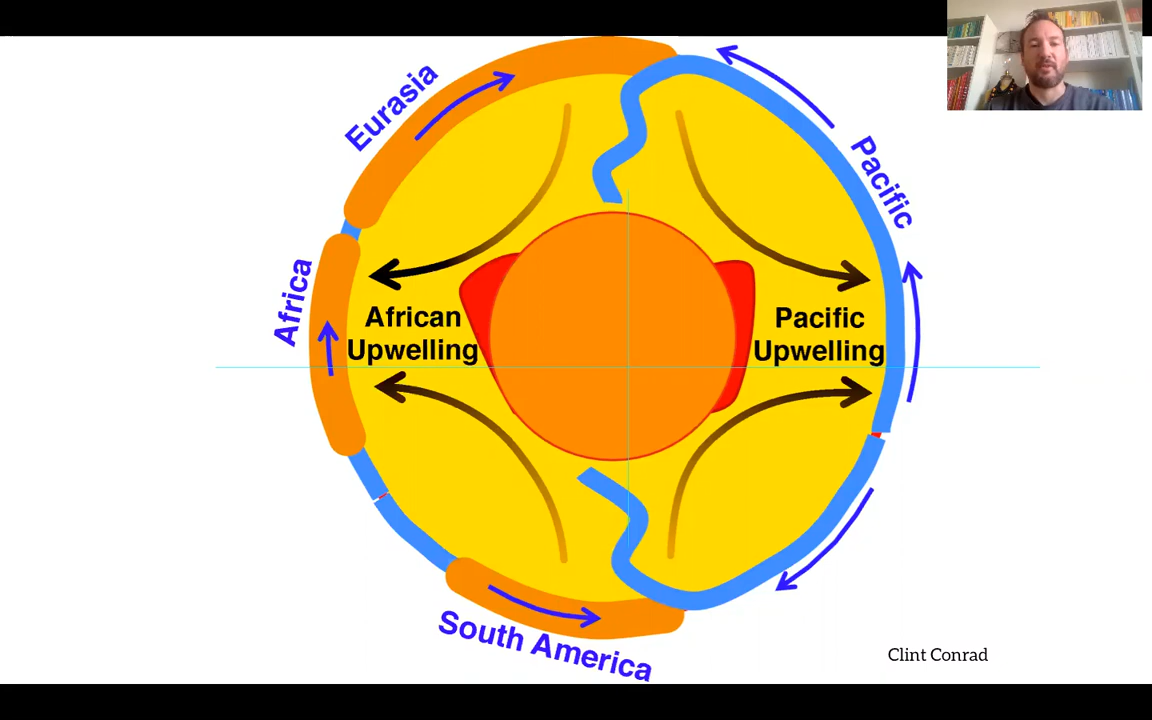 Eurasia
Pacific
Africa
African
Upwelling
Pacific
Upwelling
South America
Clint Conrad